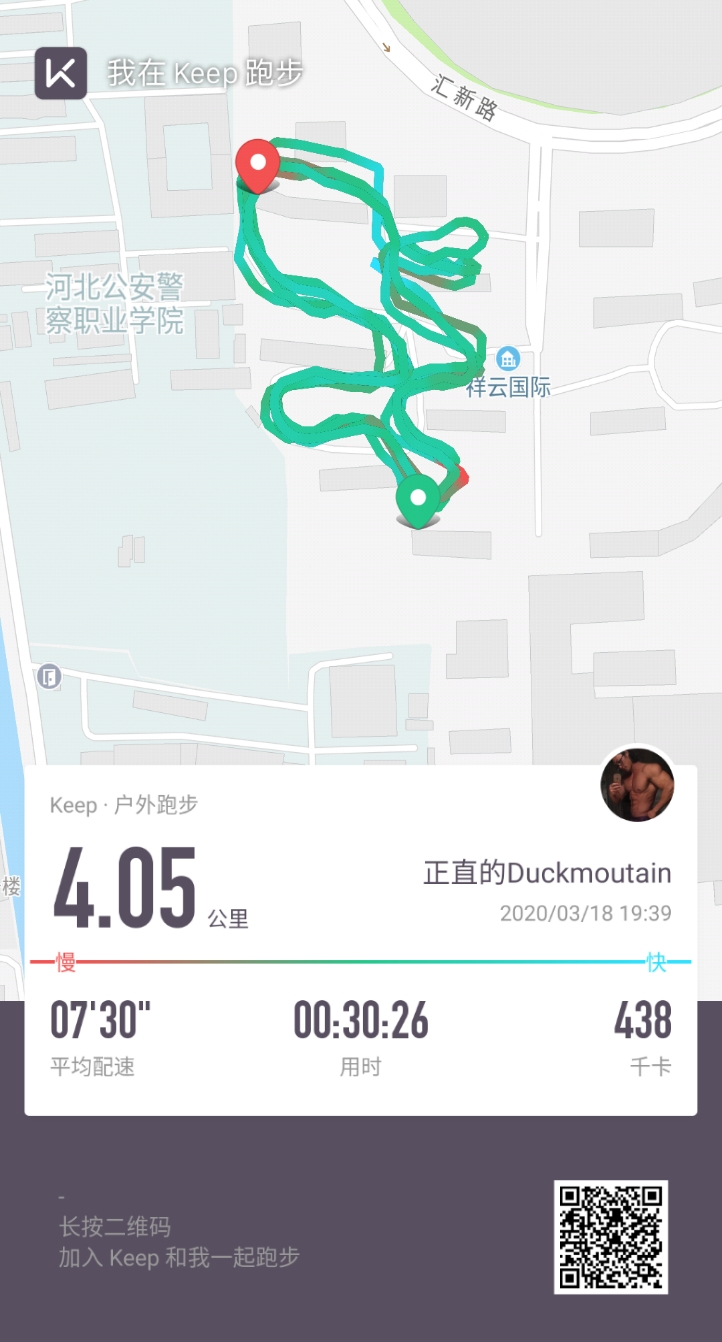 我在 Keep 跑步
汇新路
河北公安警
察职业学院
祥云国际
楼
Keep · 户外跑步
4.05 公里
正直的Duckmoutain
2020/03/18 19:39
慢
快
07'30"
00:30:26
438
平均配速
用时
千卡
-
长按二维码
加入 Keep 和我一起跑步